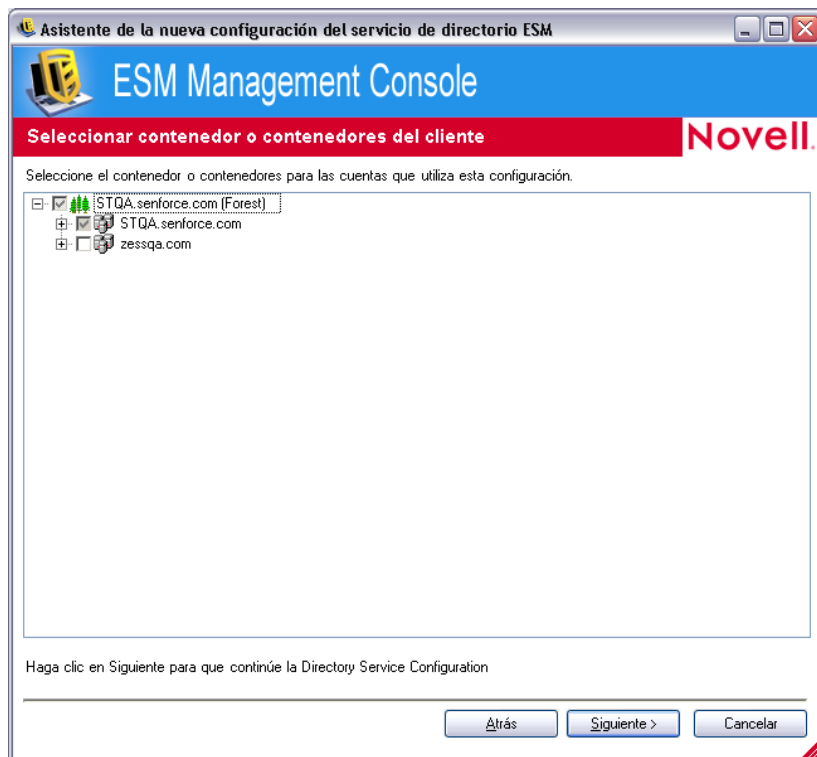 Asistente de la nueva configuración del servicio de directorio ESM
ESM Management Console
Seleccionar contenedor o contenedores del cliente
Novell.
Seleccione el contenedor o contenedores para las cuentas que utiliza esta configuración.
STQA.senforce.com (Forest)
STQA.senforce.com
zessqa.com
Haga clic en Siguiente para que continúe la Directory Service Configuration
Atrás
Siguiente >
Cancelar